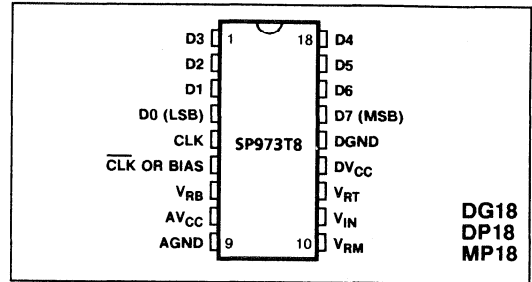 D3 1 18 D4
D2 D5
D1 D6
D0 (LSB) D7 (MSB)
CLK SP973T8 DGND
CLK OR BIAS DVCC
VRB VRT
AVCC VIN
AGND 9 10 VRM
DG18
DP18
MP18